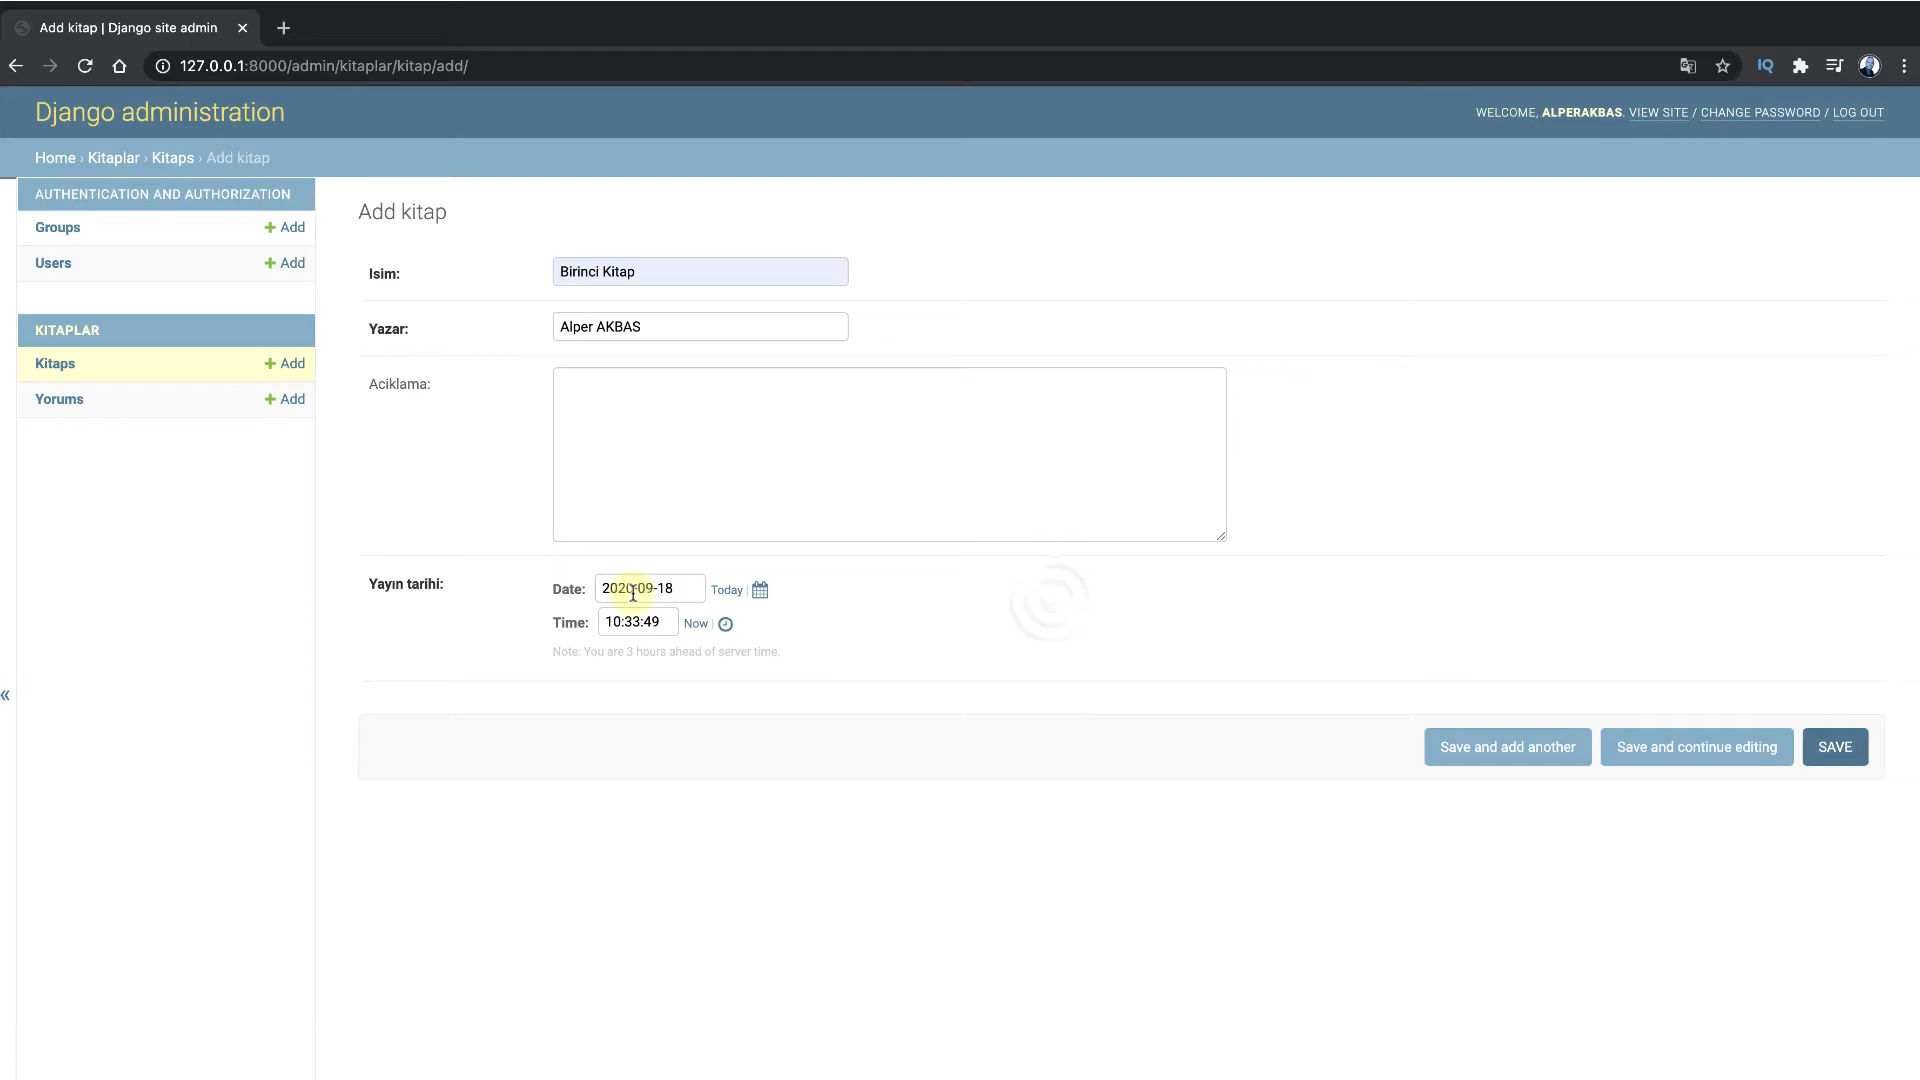 Add kitap | Django site admin
127.0.0.1:8000/admin/kitaplar/kitap/add/
IQ
Django administration
WELCOME, ALPERAKBAS. VIEW SITE / CHANGE PASSWORD / LOG OUT
Home › Kitaplar › Kitaps › Add kitap
AUTHENTICATION AND AUTHORIZATION
Groups + Add
Users + Add
KITAPLAR
Kitaps + Add
Yorums + Add
«
Add kitap
Isim: Birinci Kitap
Yazar: Alper AKBAS
Aciklama:
Yayın tarihi:
Date: 2020-09-18 Today |
Time: 10:33:49 Now |
Note: You are 3 hours ahead of server time.
Save and add another Save and continue editing SAVE